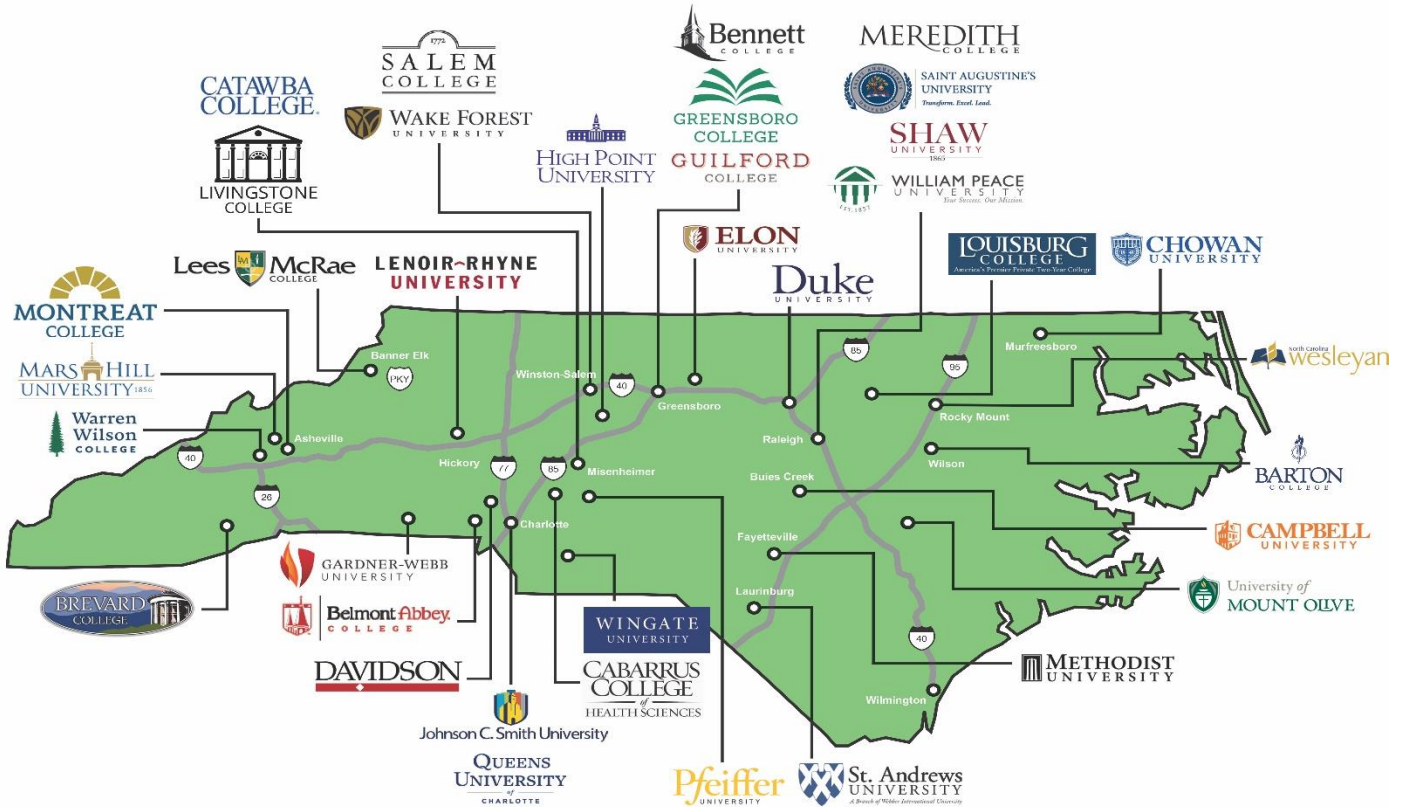 Bennett
COLLEGE
MEREDITH
COLLEGE
1772
SALEM
COLLEGE
CATAWBA
COLLEGE
SAINT AUGUSTINE'S
UNIVERSITY
Transform. Excel. Lead.
WAKE FOREST
UNIVERSITY
GREENSBORO
COLLEGE
HIGH POINT
UNIVERSITY
GUILFORD
COLLEGE
SHAW
UNIVERSITY
1865
LIVINGSTONE
COLLEGE
EST. 1857
WILLIAM PEACE
UNIVERSITY
Your Success. Our Mission.
ELON
UNIVERSITY
LOUISBURG
COLLEGE
America's Premier Private Two-Year College
CHOWAN
UNIVERSITY
Lees LM McRae
COLLEGE
LENOIR-RHYNE
UNIVERSITY
Duke
UNIVERSITY
MONTREAT
COLLEGE
MARS HILL
UNIVERSITY 1856
Warren
Wilson
COLLEGE
North Carolina
wesleyan
Banner Elk
PKY
Winston-Salem
40
Greensboro
85
95
Murfreesboro
Rocky Mount
Asheville
40
26
Hickory
77
85
Misenheimer
Raleigh
Wilson
Buies Creek
Charlotte
Fayetteville
Laurinburg
40
Wilmington
BARTON
COLLEGE
CAMPBELL
UNIVERSITY
University of
MOUNT OLIVE
METHODIST
UNIVERSITY
BREVARD
COLLEGE
GARDNER-WEBB
UNIVERSITY
Belmont Abbey
COLLEGE
DAVIDSON
WINGATE
UNIVERSITY
CABARRUS
COLLEGE
of
HEALTH SCIENCES
Johnson C. Smith University
QUEENS
UNIVERSITY
of
CHARLOTTE
Pfeiffer
UNIVERSITY
St. Andrews
UNIVERSITY
A Branch of Webber International University